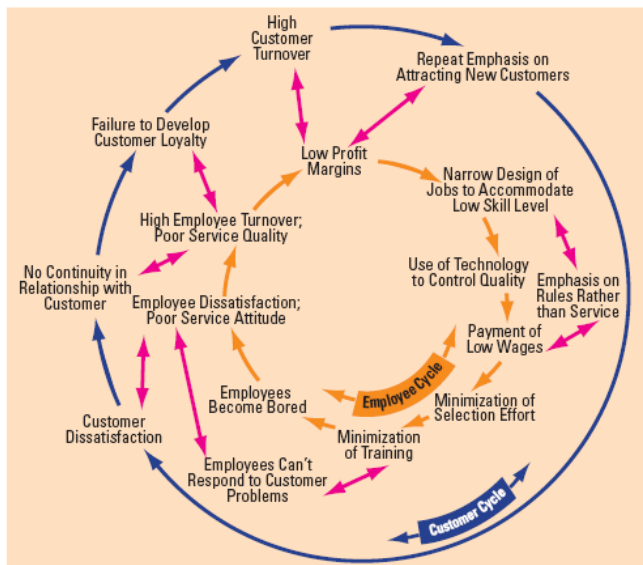 High
Customer
Turnover
Repeat Emphasis on
Attracting New Customers
Failure to Develop
Customer Loyalty
Low Profit
Margins
Narrow Design of
Jobs to Accommodate
Low Skill Level
High Employee Turnover;
Poor Service Quality
Use of Technology
to Control Quality
No Continuity in
Relationship with
Customer
Employee Dissatisfaction;
Poor Service Attitude
Emphasis on
Rules Rather
than Service
Payment of
Low Wages
Employee Cycle
Employees
Become Bored
Minimization of
Selection Effort
Customer
Dissatisfaction
Minimization
of Training
Employees Can't
Respond to Customer
Problems
Customer Cycle